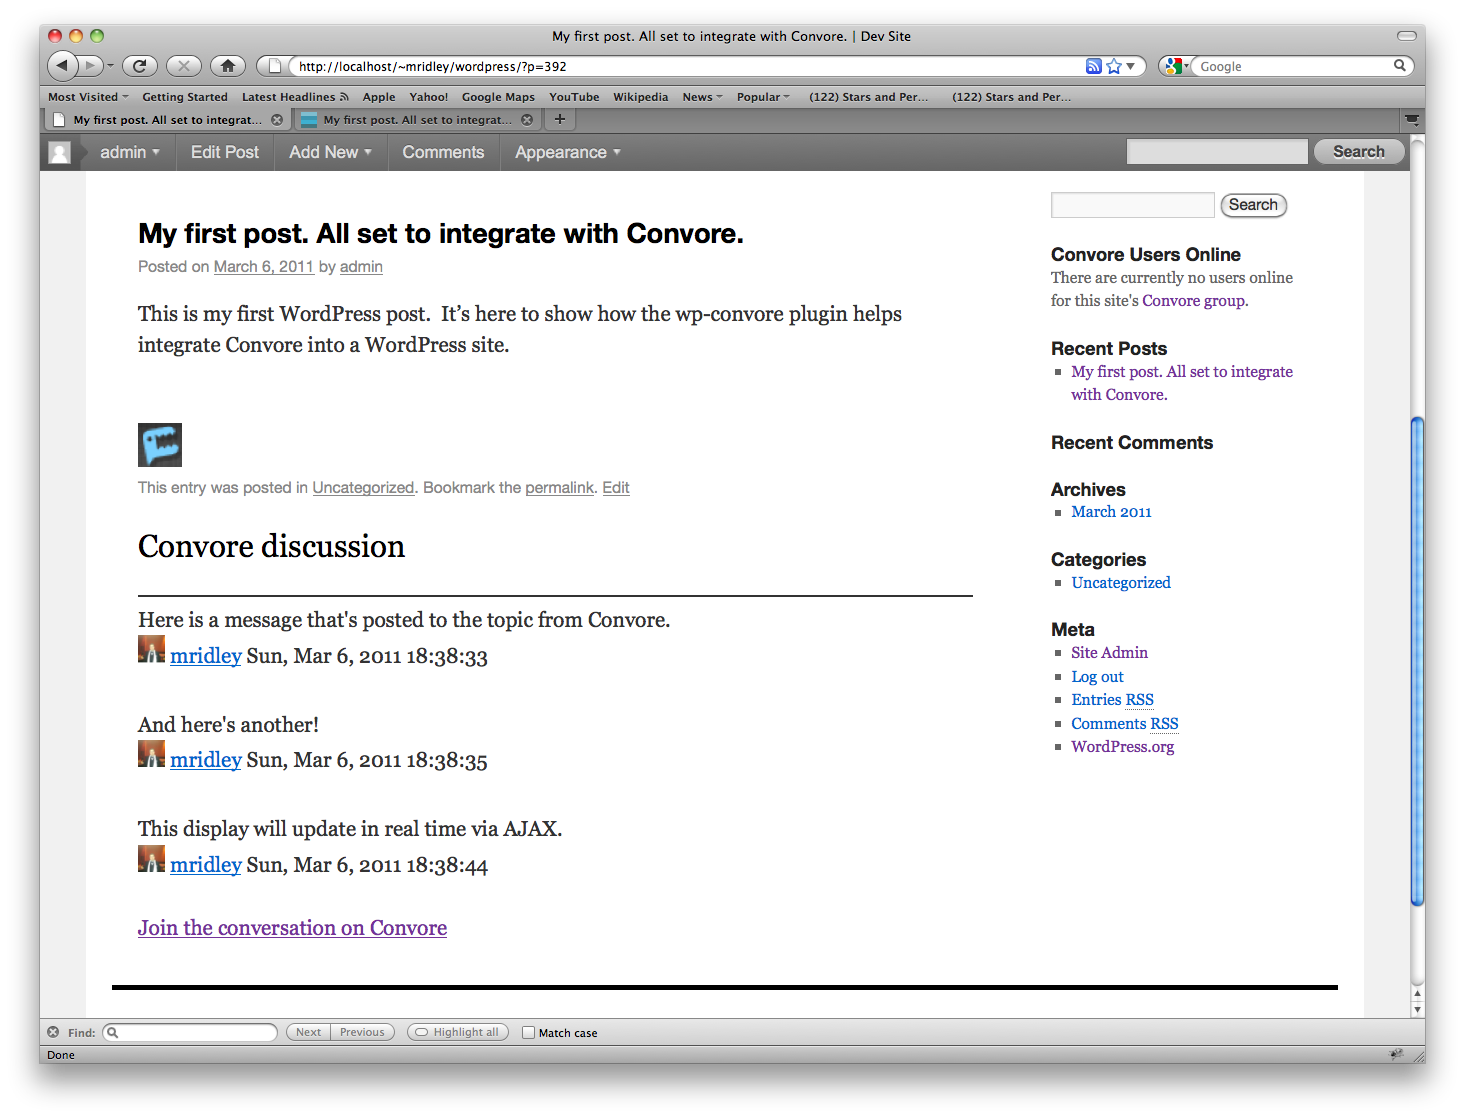 My first post. All set to integrate with Convore. | Dev Site
http://localhost/~mridley/wordpress/?p=392
Google
Most Visited Getting Started Latest Headlines Apple Yahoo! Google Maps YouTube Wikipedia News Popular (122) Stars and Per... (122) Stars and Per...
My first post. All set to integrat... My first post. All set to integrat... +
admin Edit Post Add New Comments Appearance Search
Search
My first post. All set to integrate with Convore.
Posted on March 6, 2011 by admin
This is my first WordPress post.  It’s here to show how the wp-convore plugin helps
integrate Convore into a WordPress site.
This entry was posted in Uncategorized. Bookmark the permalink. Edit
Convore discussion
Here is a message that's posted to the topic from Convore.
mridley Sun, Mar 6, 2011 18:38:33
And here's another!
mridley Sun, Mar 6, 2011 18:38:35
This display will update in real time via AJAX.
mridley Sun, Mar 6, 2011 18:38:44
Join the conversation on Convore
Convore Users Online
There are currently no users online
for this site's Convore group.
Recent Posts
My first post. All set to integrate
with Convore.
Recent Comments
Archives
March 2011
Categories
Uncategorized
Meta
Site Admin
Log out
Entries RSS
Comments RSS
WordPress.org
Find: Next Previous Highlight all Match case
Done